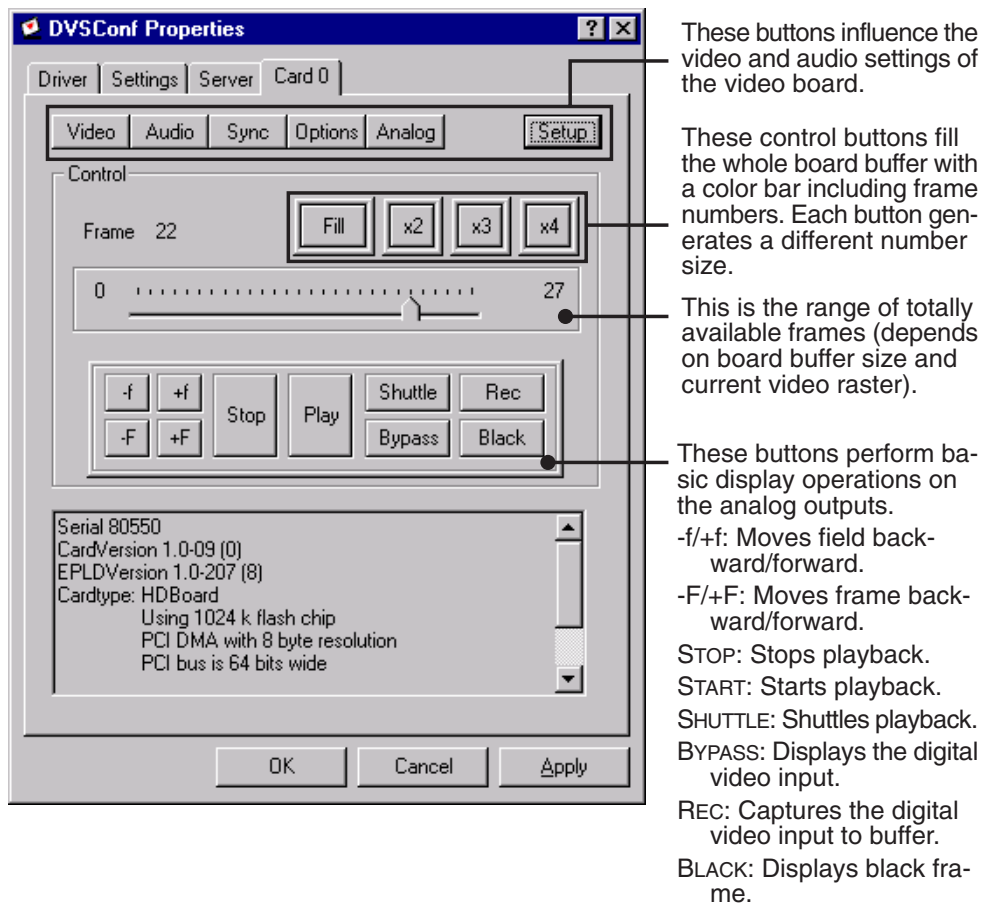 DVSConf Properties
Driver Settings Server Card 0
Video Audio Sync Options Analog Setup
Control
Frame 22 Fill x2 x3 x4
0 27
-f +f Stop Play Shuttle Rec
-F +F Bypass Black
Serial 80550
CardVersion 1.0-09 (0)
EPLDVersion 1.0-207 (8)
Cardtype: HDBoard
Using 1024 k flash chip
PCI DMA with 8 byte resolution
PCI bus is 64 bits wide
OK Cancel Apply
These buttons influence the
video and audio settings of
the video board.
These control buttons fill
the whole board buffer with
a color bar including frame
numbers. Each button gen-
erates a different number
size.
This is the range of totally
available frames (depends
on board buffer size and
current video raster).
These buttons perform ba-
sic display operations on
the analog outputs.
-f/+f: Moves field back-
ward/forward.
-F/+F: Moves frame back-
ward/forward.
STOP: Stops playback.
START: Starts playback.
SHUTTLE: Shuttles playback.
BYPASS: Displays the digital
video input.
REC: Captures the digital
video input to buffer.
BLACK: Displays black fra-
me.